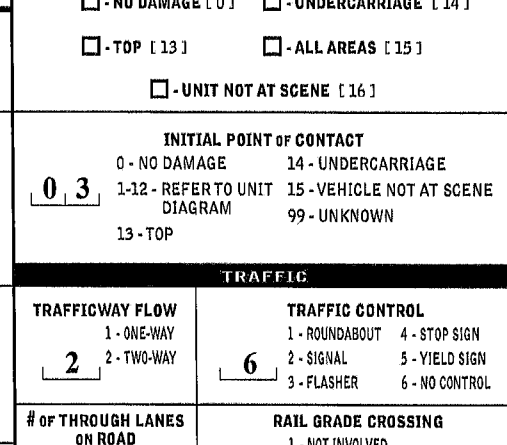 ☐ - NO DAMAGE [ 0 ] ☐ - UNDERCARRIAGE [ 14 ]
☐ - TOP [ 13 ] ☐ - ALL AREAS [ 15 ]
☐ - UNIT NOT AT SCENE [ 16 ]
INITIAL POINT OF CONTACT
0 - NO DAMAGE 14 - UNDERCARRIAGE
0 3 1-12 - REFER TO UNIT 15 - VEHICLE NOT AT SCENE
DIAGRAM 99 - UNKNOWN
13 - TOP
TRAFFIC
TRAFFICWAY FLOW
1 - ONE-WAY
2 2 - TWO-WAY
TRAFFIC CONTROL
1 - ROUNDABOUT 4 - STOP SIGN
6 2 - SIGNAL 5 - YIELD SIGN
3 - FLASHER 6 - NO CONTROL
# OF THROUGH LANES
ON ROAD
RAIL GRADE CROSSING
1 - NOT INVOLVED